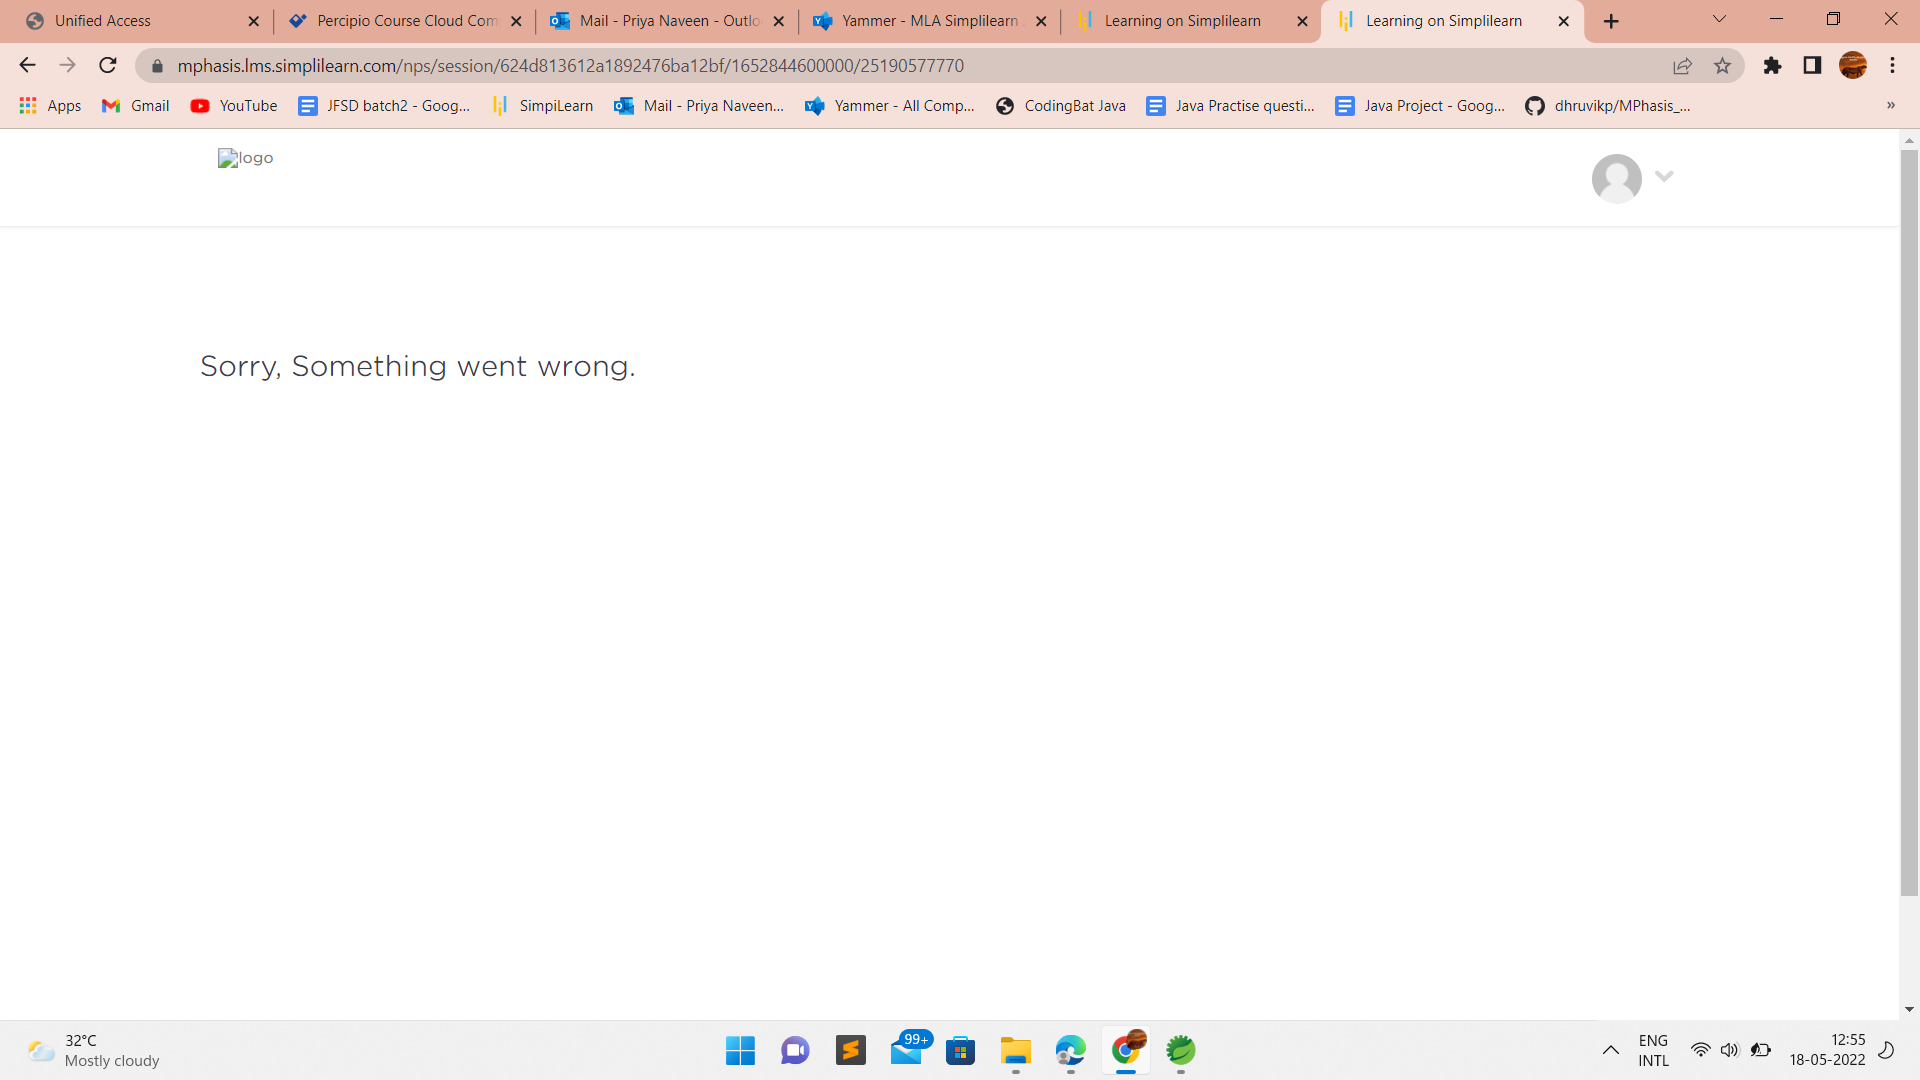 Unified Access
Percipio Course Cloud Com
Mail - Priya Naveen - Outlo
Yammer - MLA Simplilearn
Learning on Simplilearn
Learning on Simplilearn
mphasis.lms.simplilearn.com/nps/session/624d813612a1892476ba12bf/1652844600000/25190577770
Apps
Gmail
YouTube
JFSD batch2 - Goog...
SimpiLearn
Mail - Priya Naveen...
Yammer - All Comp...
CodingBat Java
Java Practise questi...
Java Project - Goog...
dhruvikp/MPhasis_...
»
logo
Sorry, Something went wrong.
32°C
Mostly cloudy
99+
ENG
INTL
12:55
18-05-2022